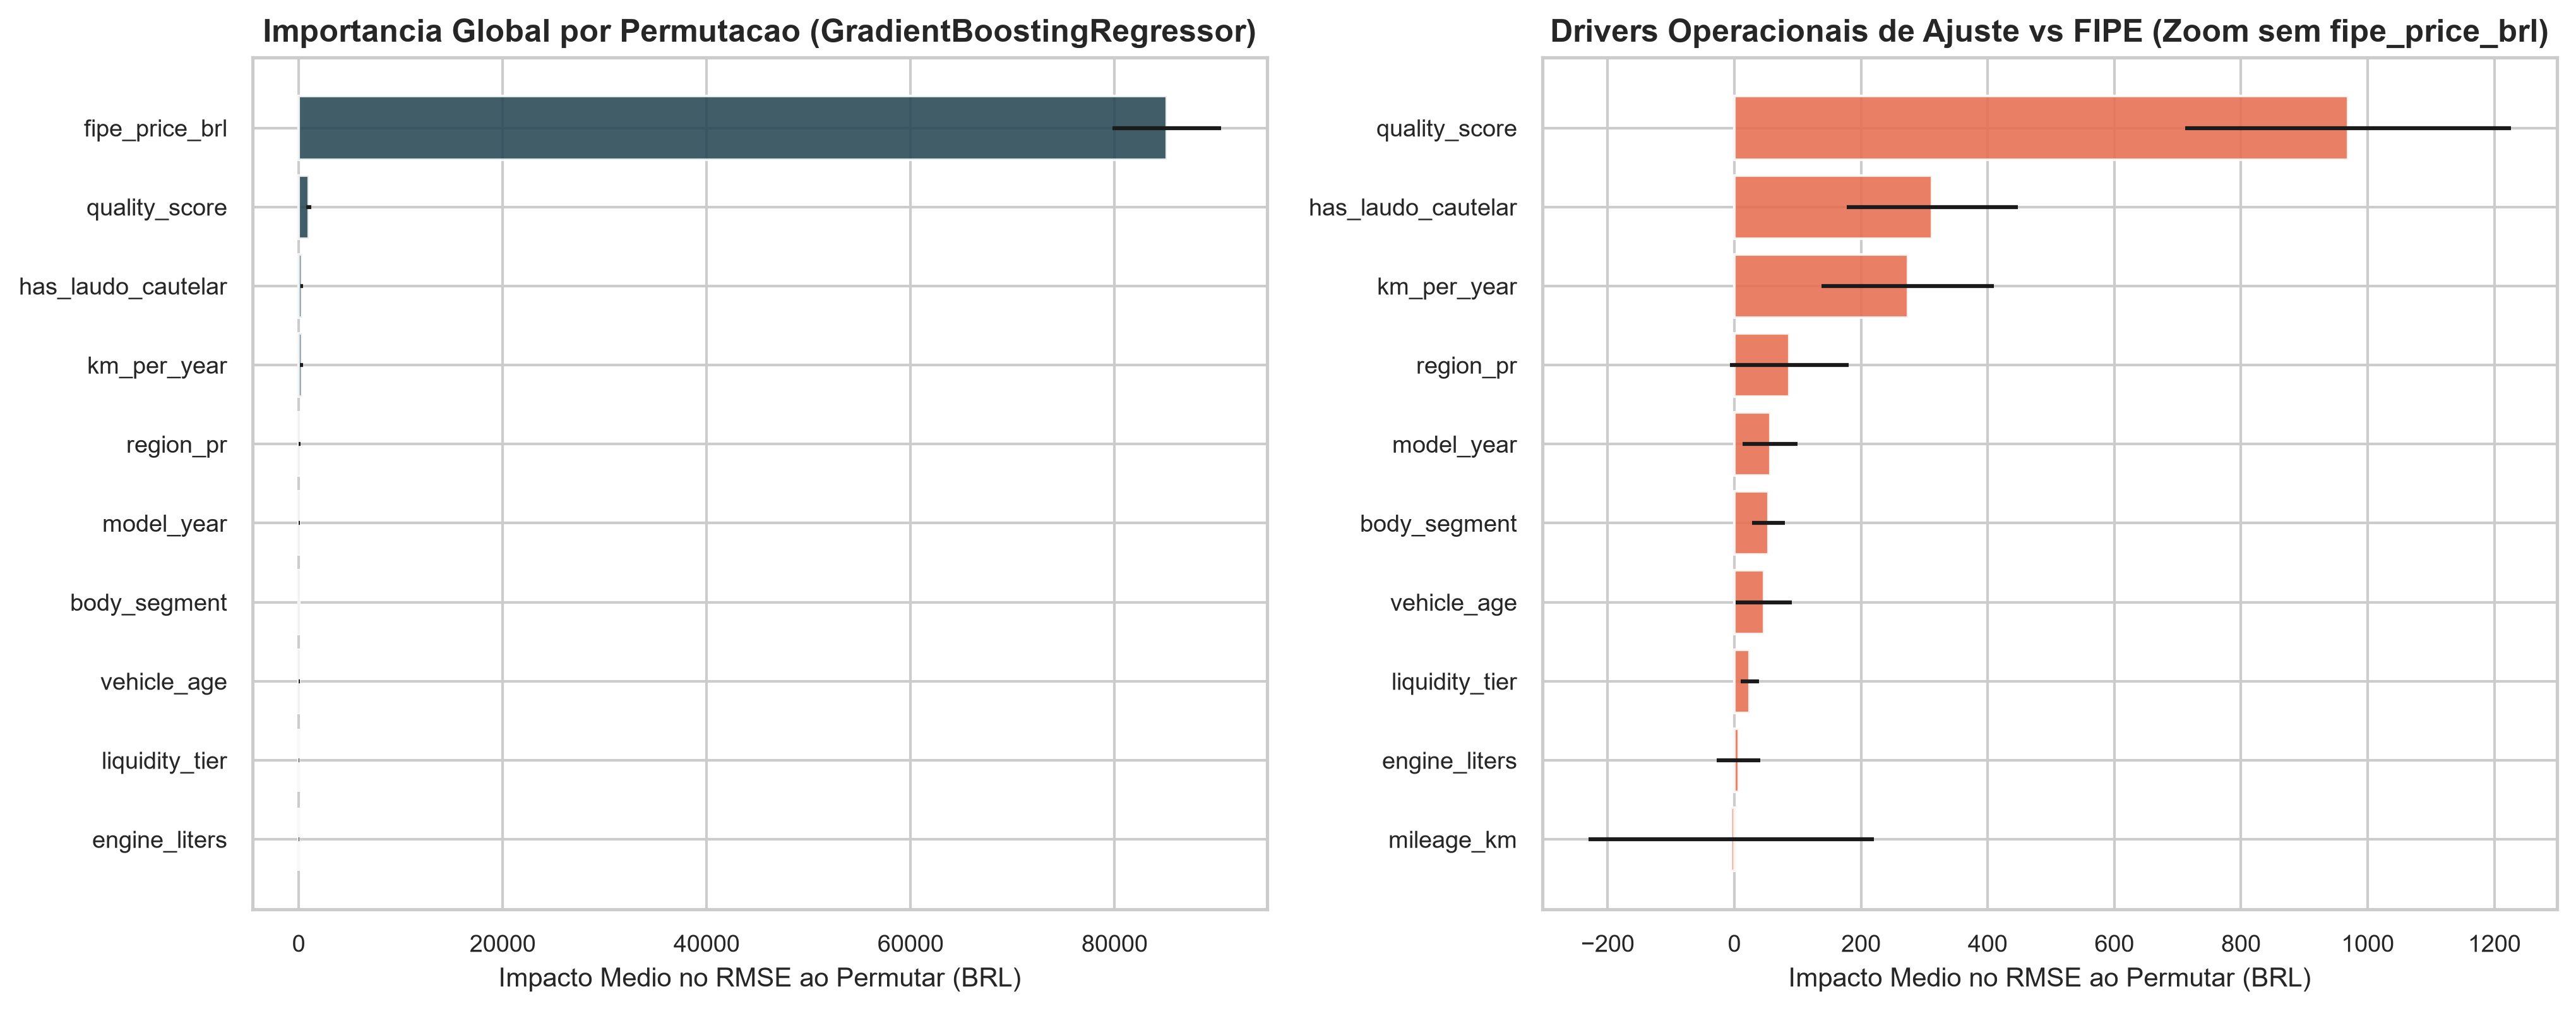 Importancia Global por Permutacao (GradientBoostingRegressor)
fipe_price_brl
quality_score
has_laudo_cautelar
km_per_year
region_pr
model_year
body_segment
vehicle_age
liquidity_tier
engine_liters
0 20000 40000 60000 80000
Impacto Medio no RMSE ao Permutar (BRL)
Drivers Operacionais de Ajuste vs FIPE (Zoom sem fipe_price_brl)
quality_score
has_laudo_cautelar
km_per_year
region_pr
model_year
body_segment
vehicle_age
liquidity_tier
engine_liters
mileage_km
−200 0 200 400 600 800 1000 1200
Impacto Medio no RMSE ao Permutar (BRL)